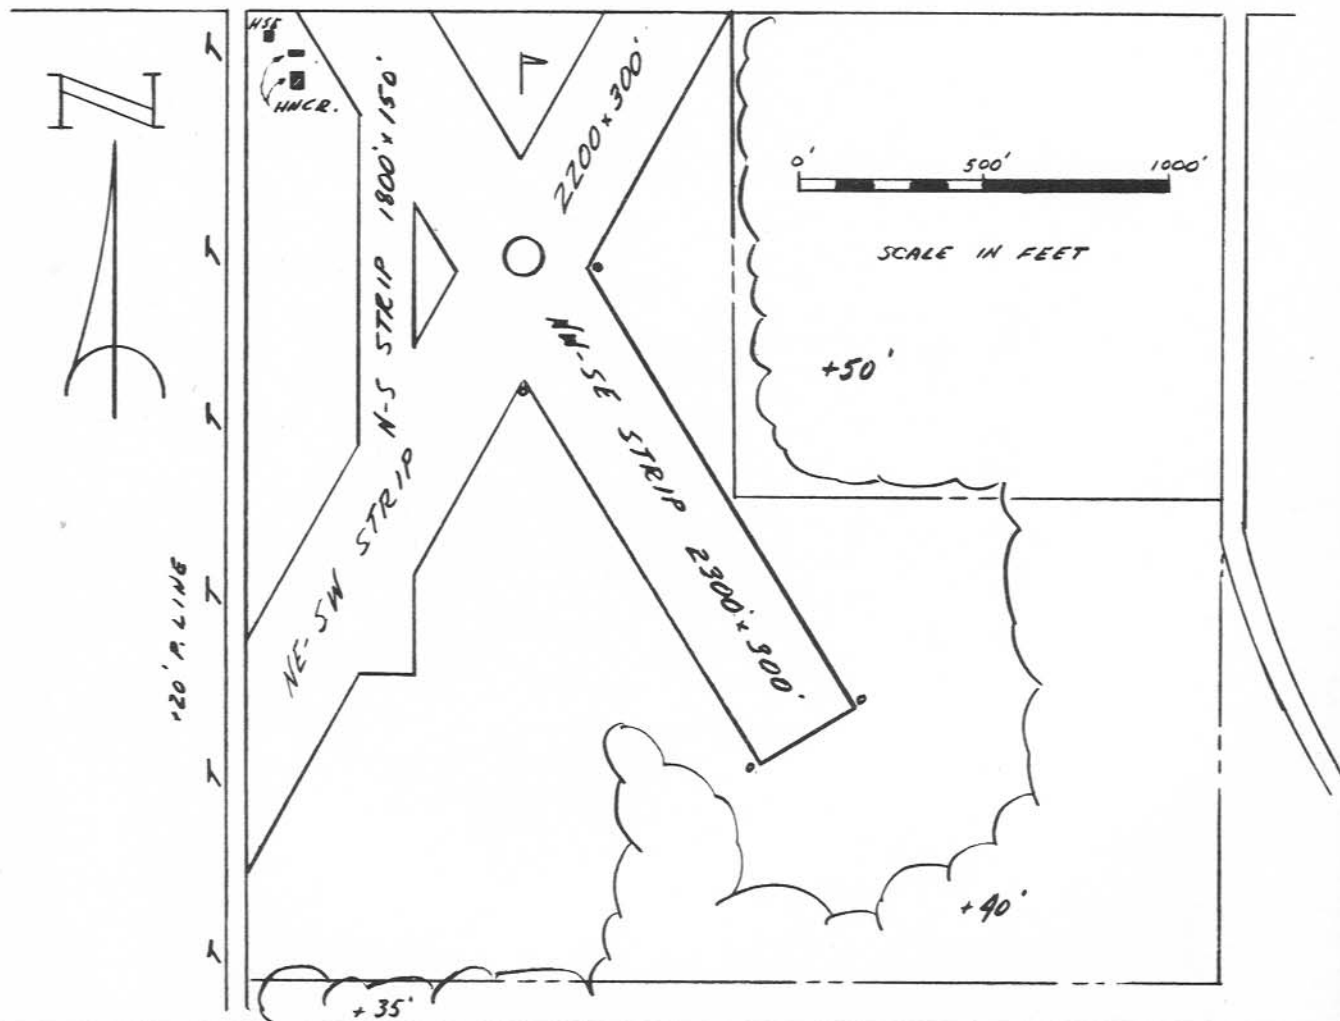 HSE
HNGR.
N
N-S STRIP 1800' x 150'
2200 x 300'
0' 500' 1000'
SCALE IN FEET
+50'
NW-SE STRIP 2300' x 300'
NE-SW STRIP
+20' P. LINE
+40'
+35'